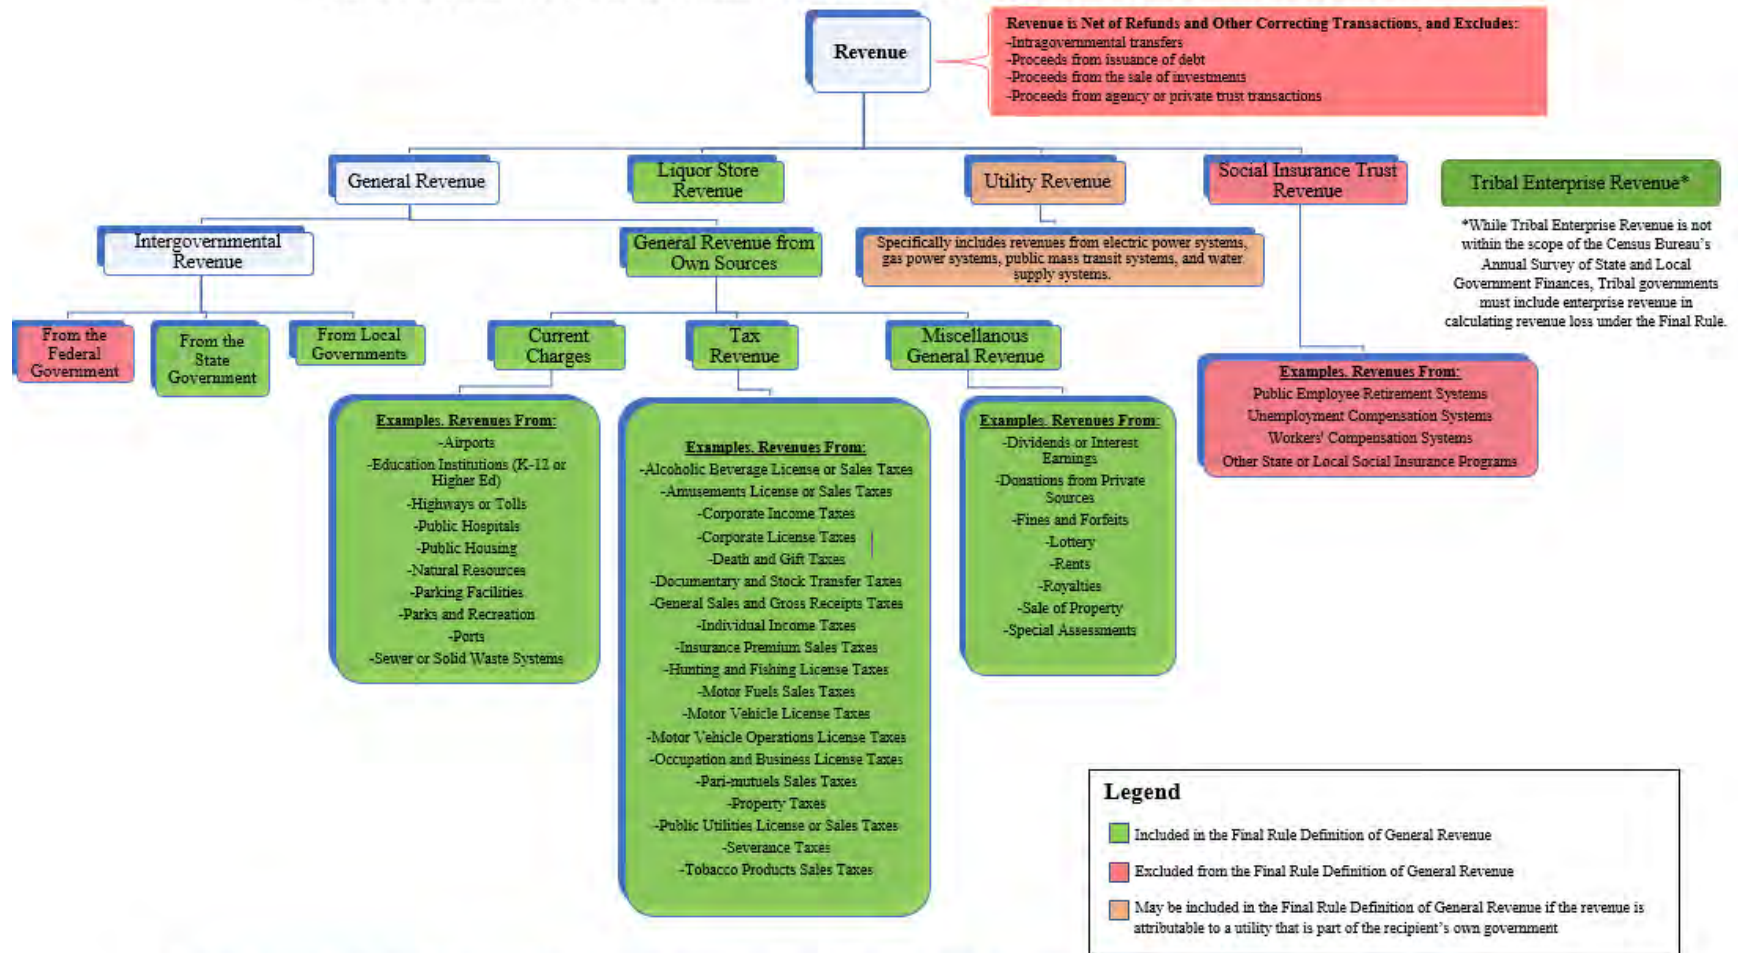 Revenue
Revenue is Net of Refunds and Other Correcting Transactions, and Excludes:
-Intragovernmental transfers
-Proceeds from issuance of debt
-Proceeds from the sale of investments
-Proceeds from agency or private trust transactions
General Revenue
Liquor Store
Revenue
Utility Revenue
Social Insurance Trust
Revenue
Tribal Enterprise Revenue*
*While Tribal Enterprise Revenue is not
within the scope of the Census Bureau's
Annual Survey of State and Local
Government Finances, Tribal governments
must include enterprise revenue in
calculating revenue loss under the Final Rule.
Intergovernmental
Revenue
General Revenue from
Own Sources
Specifically includes revenues from electric power systems,
gas power systems, public mass transit systems, and water
supply systems.
From the
Federal
Government
From the
State
Government
From Local
Governments
Current
Charges
Tax
Revenue
Miscellanous
General Revenue
Examples. Revenues From:
-Airports
-Education Institutions (K-12 or
Higher Ed)
-Highways or Tolls
-Public Hospitals
-Public Housing
-Natural Resources
-Parking Facilities
-Parks and Recreation
-Ports
-Sewer or Solid Waste Systems
Examples. Revenues From:
-Alcoholic Beverage License or Sales Taxes
-Amusements License or Sales Taxes
-Corporate Income Taxes
-Corporate License Taxes
-Death and Gift Taxes
-Documentary and Stock Transfer Taxes
-General Sales and Gross Receipts Taxes
-Individual Income Taxes
-Insurance Premium Sales Taxes
-Hunting and Fishing License Taxes
-Motor Fuels Sales Taxes
-Motor Vehicle License Taxes
-Motor Vehicle Operations License Taxes
-Occupation and Business License Taxes
-Pari-mutuels Sales Taxes
-Property Taxes
-Public Utilities License or Sales Taxes
-Severance Taxes
-Tobacco Products Sales Taxes
Examples. Revenues From:
-Dividends or Interest
Earnings
-Donations from Private
Sources
-Fines and Forfeits
-Lottery
-Rents
-Royalties
-Sale of Property
-Special Assessments
Examples. Revenues From:
Public Employee Retirement Systems
Unemployment Compensation Systems
Workers' Compensation Systems
Other State or Local Social Insurance Programs
Legend
Included in the Final Rule Definition of General Revenue
Excluded from the Final Rule Definition of General Revenue
May be included in the Final Rule Definition of General Revenue if the revenue is
attributable to a utility that is part of the recipient's own government